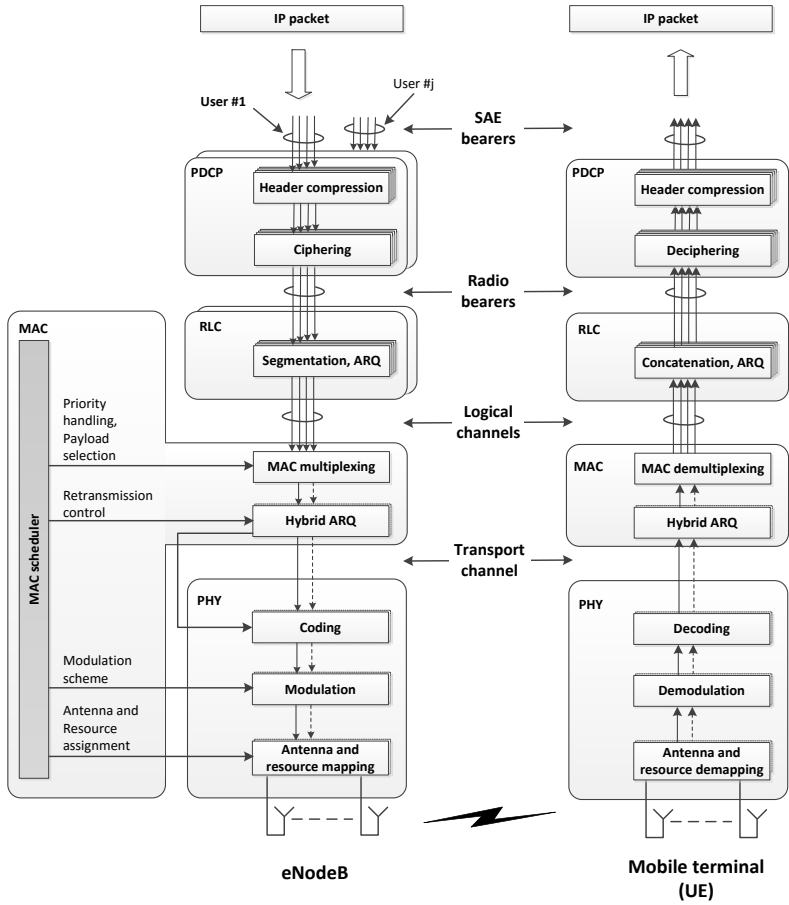 IP packet
IP packet
User #1
User #j
SAE
bearers
PDCP
Header compression
Ciphering
PDCP
Header compression
Deciphering
Radio
bearers
MAC
RLC
Segmentation, ARQ
RLC
Concatenation, ARQ
Priority
handling,
Payload
selection
Logical
channels
MAC multiplexing
MAC
MAC demultiplexing
Retransmission
control
Hybrid ARQ
Hybrid ARQ
MAC scheduler
Transport
channel
PHY
Coding
PHY
Decoding
Modulation
scheme
Modulation
Demodulation
Antenna and
Resource
assignment
Antenna and
resource mapping
Antenna and
resource demapping
eNodeB
Mobile terminal
(UE)